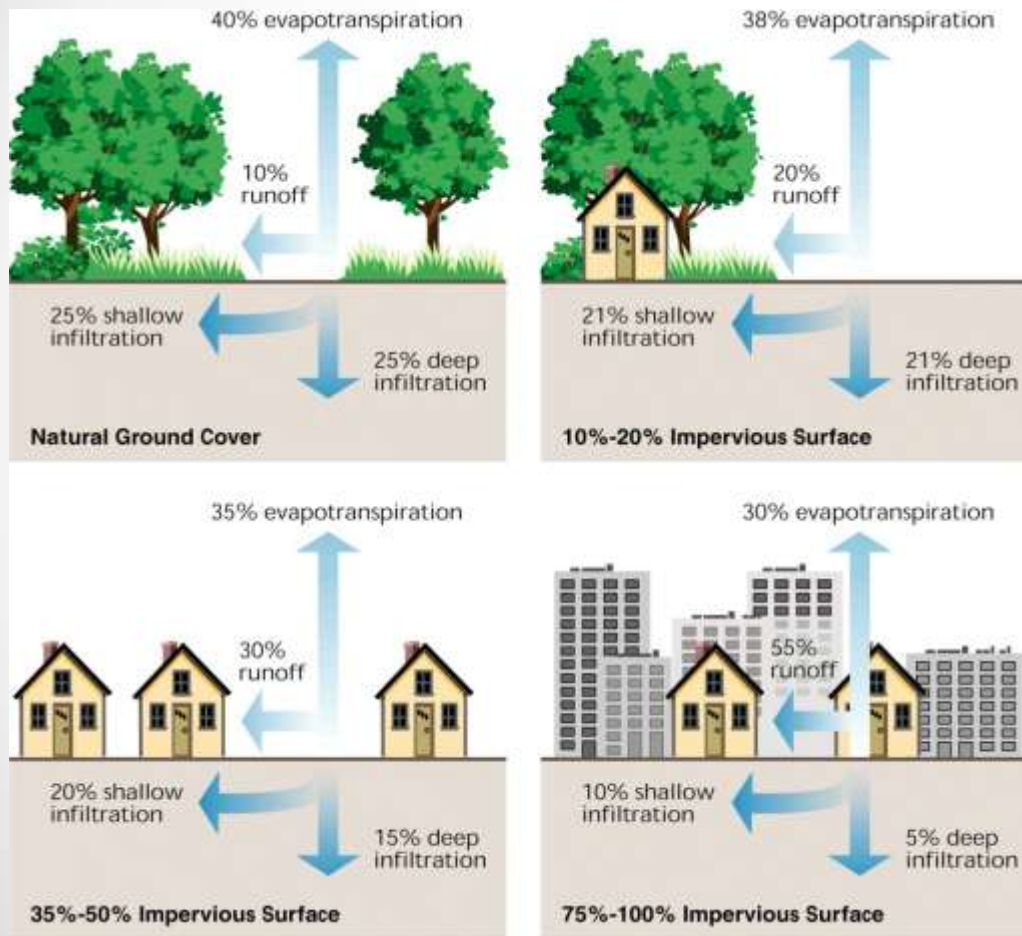 40% evapotranspiration
10%
runoff
25% shallow
infiltration
25% deep
infiltration
Natural Ground Cover
38% evapotranspiration
20%
runoff
21% shallow
infiltration
21% deep
infiltration
10%-20% Impervious Surface
35% evapotranspiration
30%
runoff
20% shallow
infiltration
15% deep
infiltration
35%-50% Impervious Surface
30% evapotranspiration
55%
runoff
10% shallow
infiltration
5% deep
infiltration
75%-100% Impervious Surface